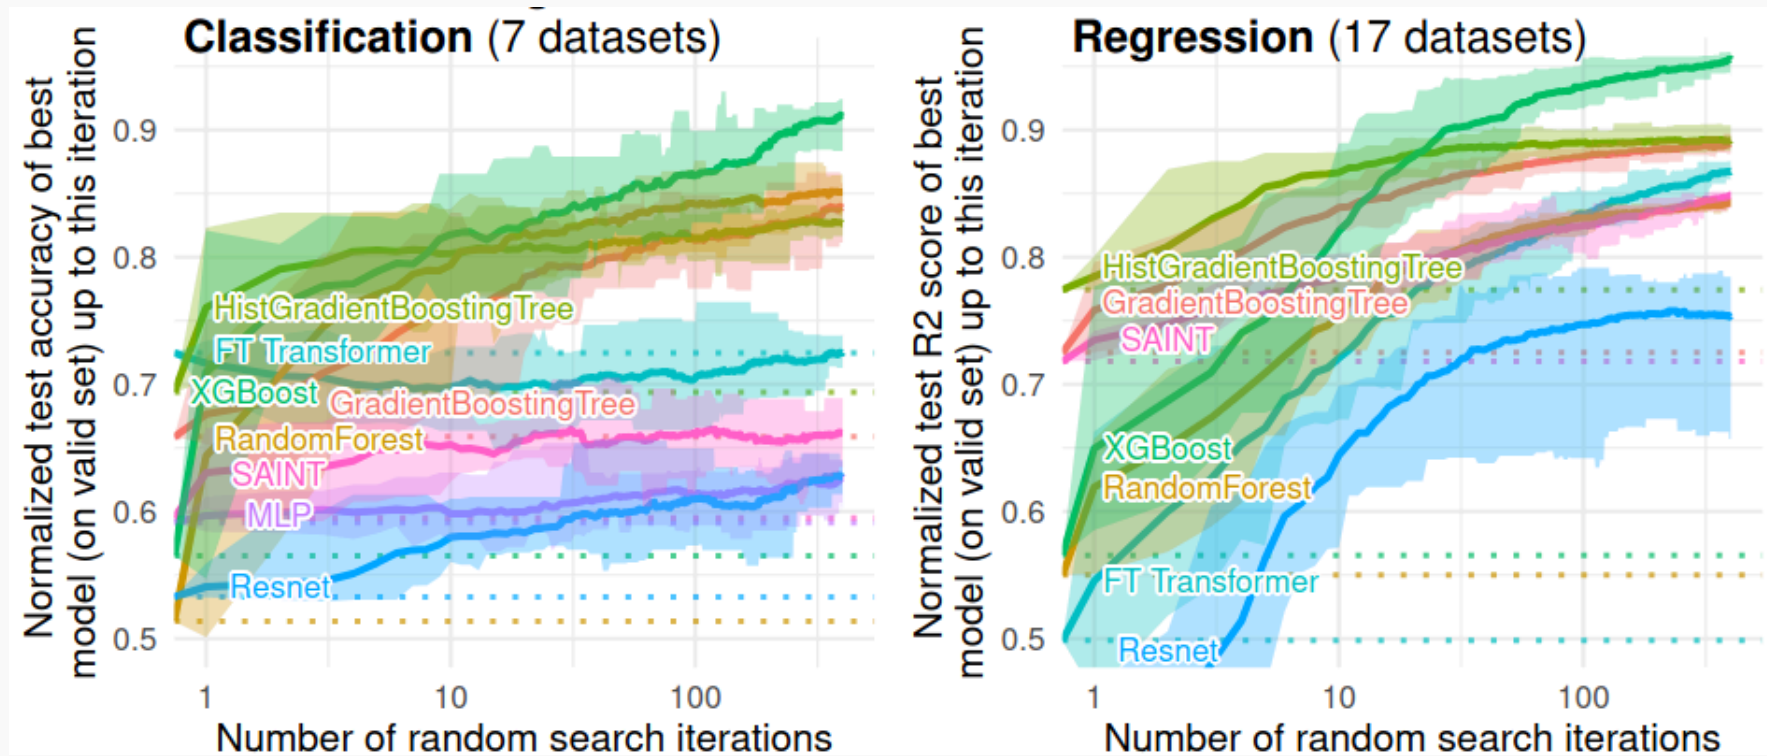 Classification (7 datasets)
Normalized test accuracy of best
model (on valid set) up to this iteration
0.9
0.8
0.7
0.6
0.5
HistGradientBoostingTree
FT Transformer
XGBoost
GradientBoostingTree
RandomForest
SAINT
MLP
Resnet
1
10
100
Number of random search iterations
Regression (17 datasets)
Normalized test R2 score of best
model (on valid set) up to this iteration
0.9
0.8
0.7
0.6
0.5
HistGradientBoostingTree
GradientBoostingTree
SAINT
XGBoost
RandomForest
FT Transformer
Resnet
1
10
100
Number of random search iterations